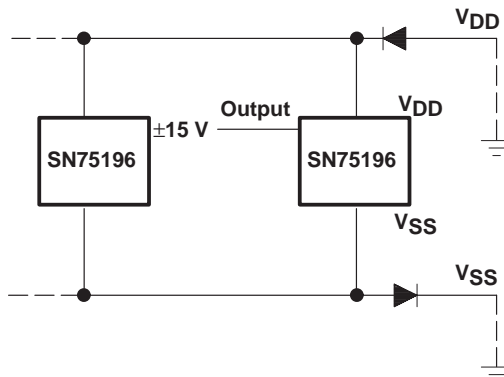 VDD
Output
VDD
±15 V
SN75196
SN75196
VSS
VSS